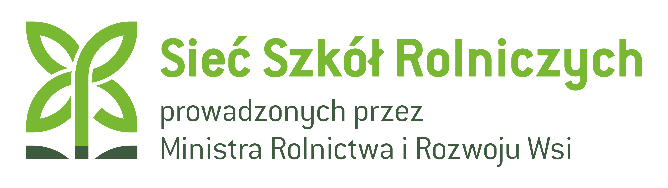 Sieć Szkół Rolniczych
prowadzonych przez
Ministra Rolnictwa i Rozwoju Wsi